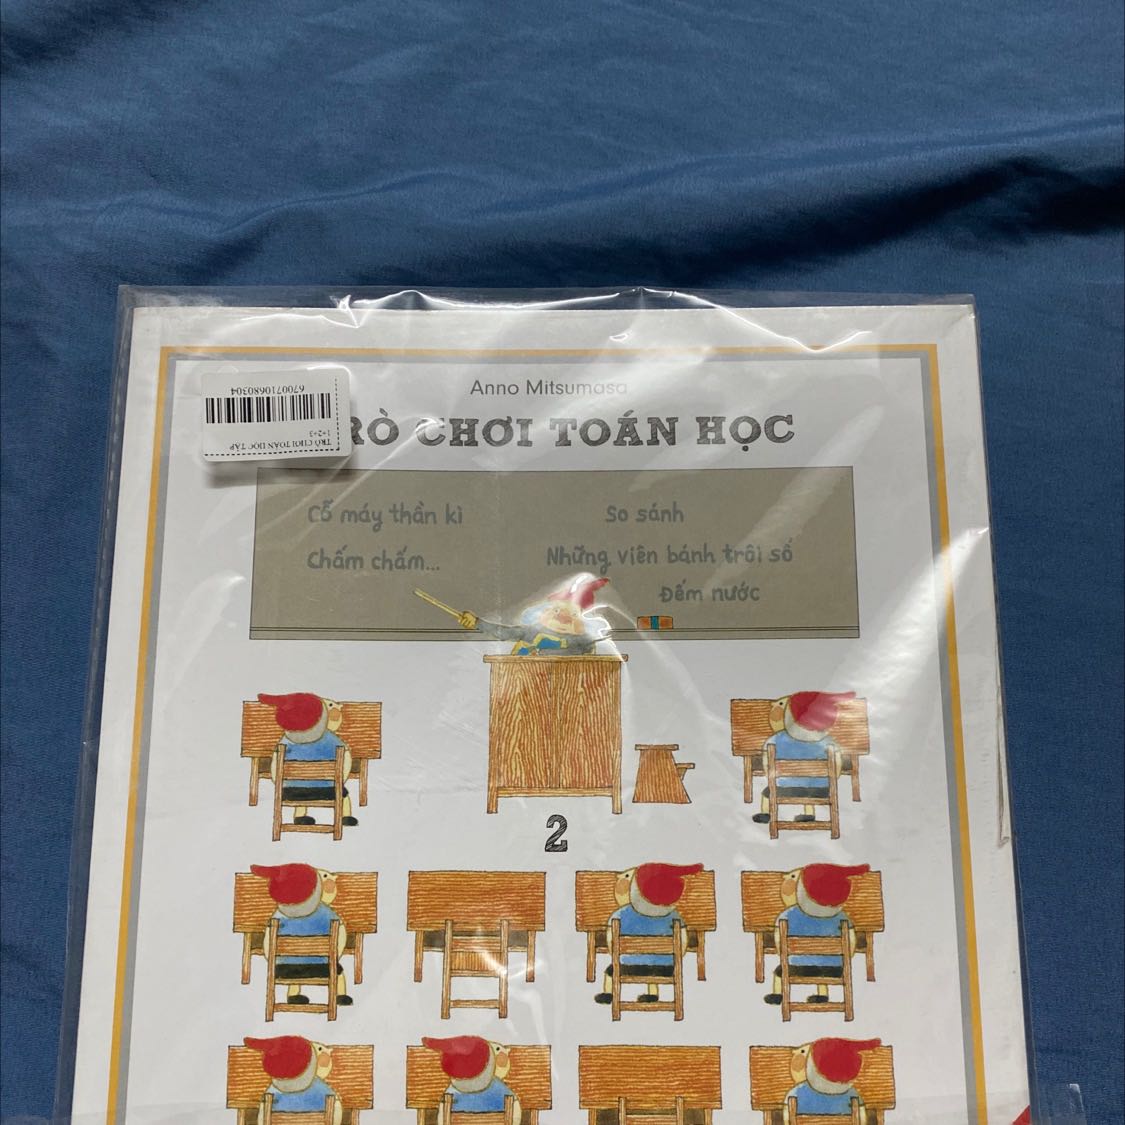 Anno Mitsumasa
RÒ CHƠI TOÁN HỌC
6700710680304
TRÒ CHƠI TOÁN HỌC TẬP
1+2+3
Cỗ máy thần kì
So sánh
Chấm chấm...
Những viên bánh trôi số
Đếm nước
2